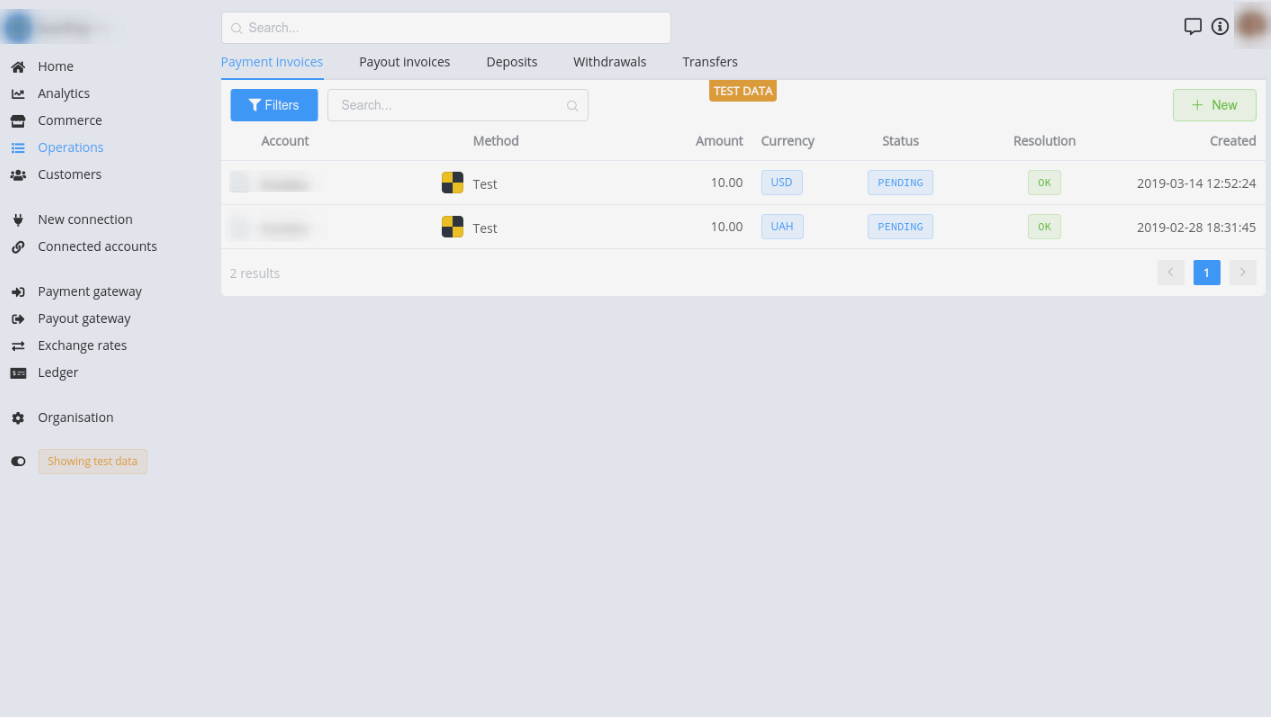 Search...
Home
Analytics
Commerce
Operations
Customers
New connection
Connected accounts
Payment gateway
Payout gateway
Exchange rates
Ledger
Organisation
Showing test data
Payment invoices Payout invoices Deposits Withdrawals Transfers
TEST DATA
Filters Search... New
Account Method Amount Currency Status Resolution Created
Test 10.00 USD PENDING OK 2019-03-14 12:52:24
Test 10.00 UAH PENDING OK 2019-02-28 18:31:45
2 results 1